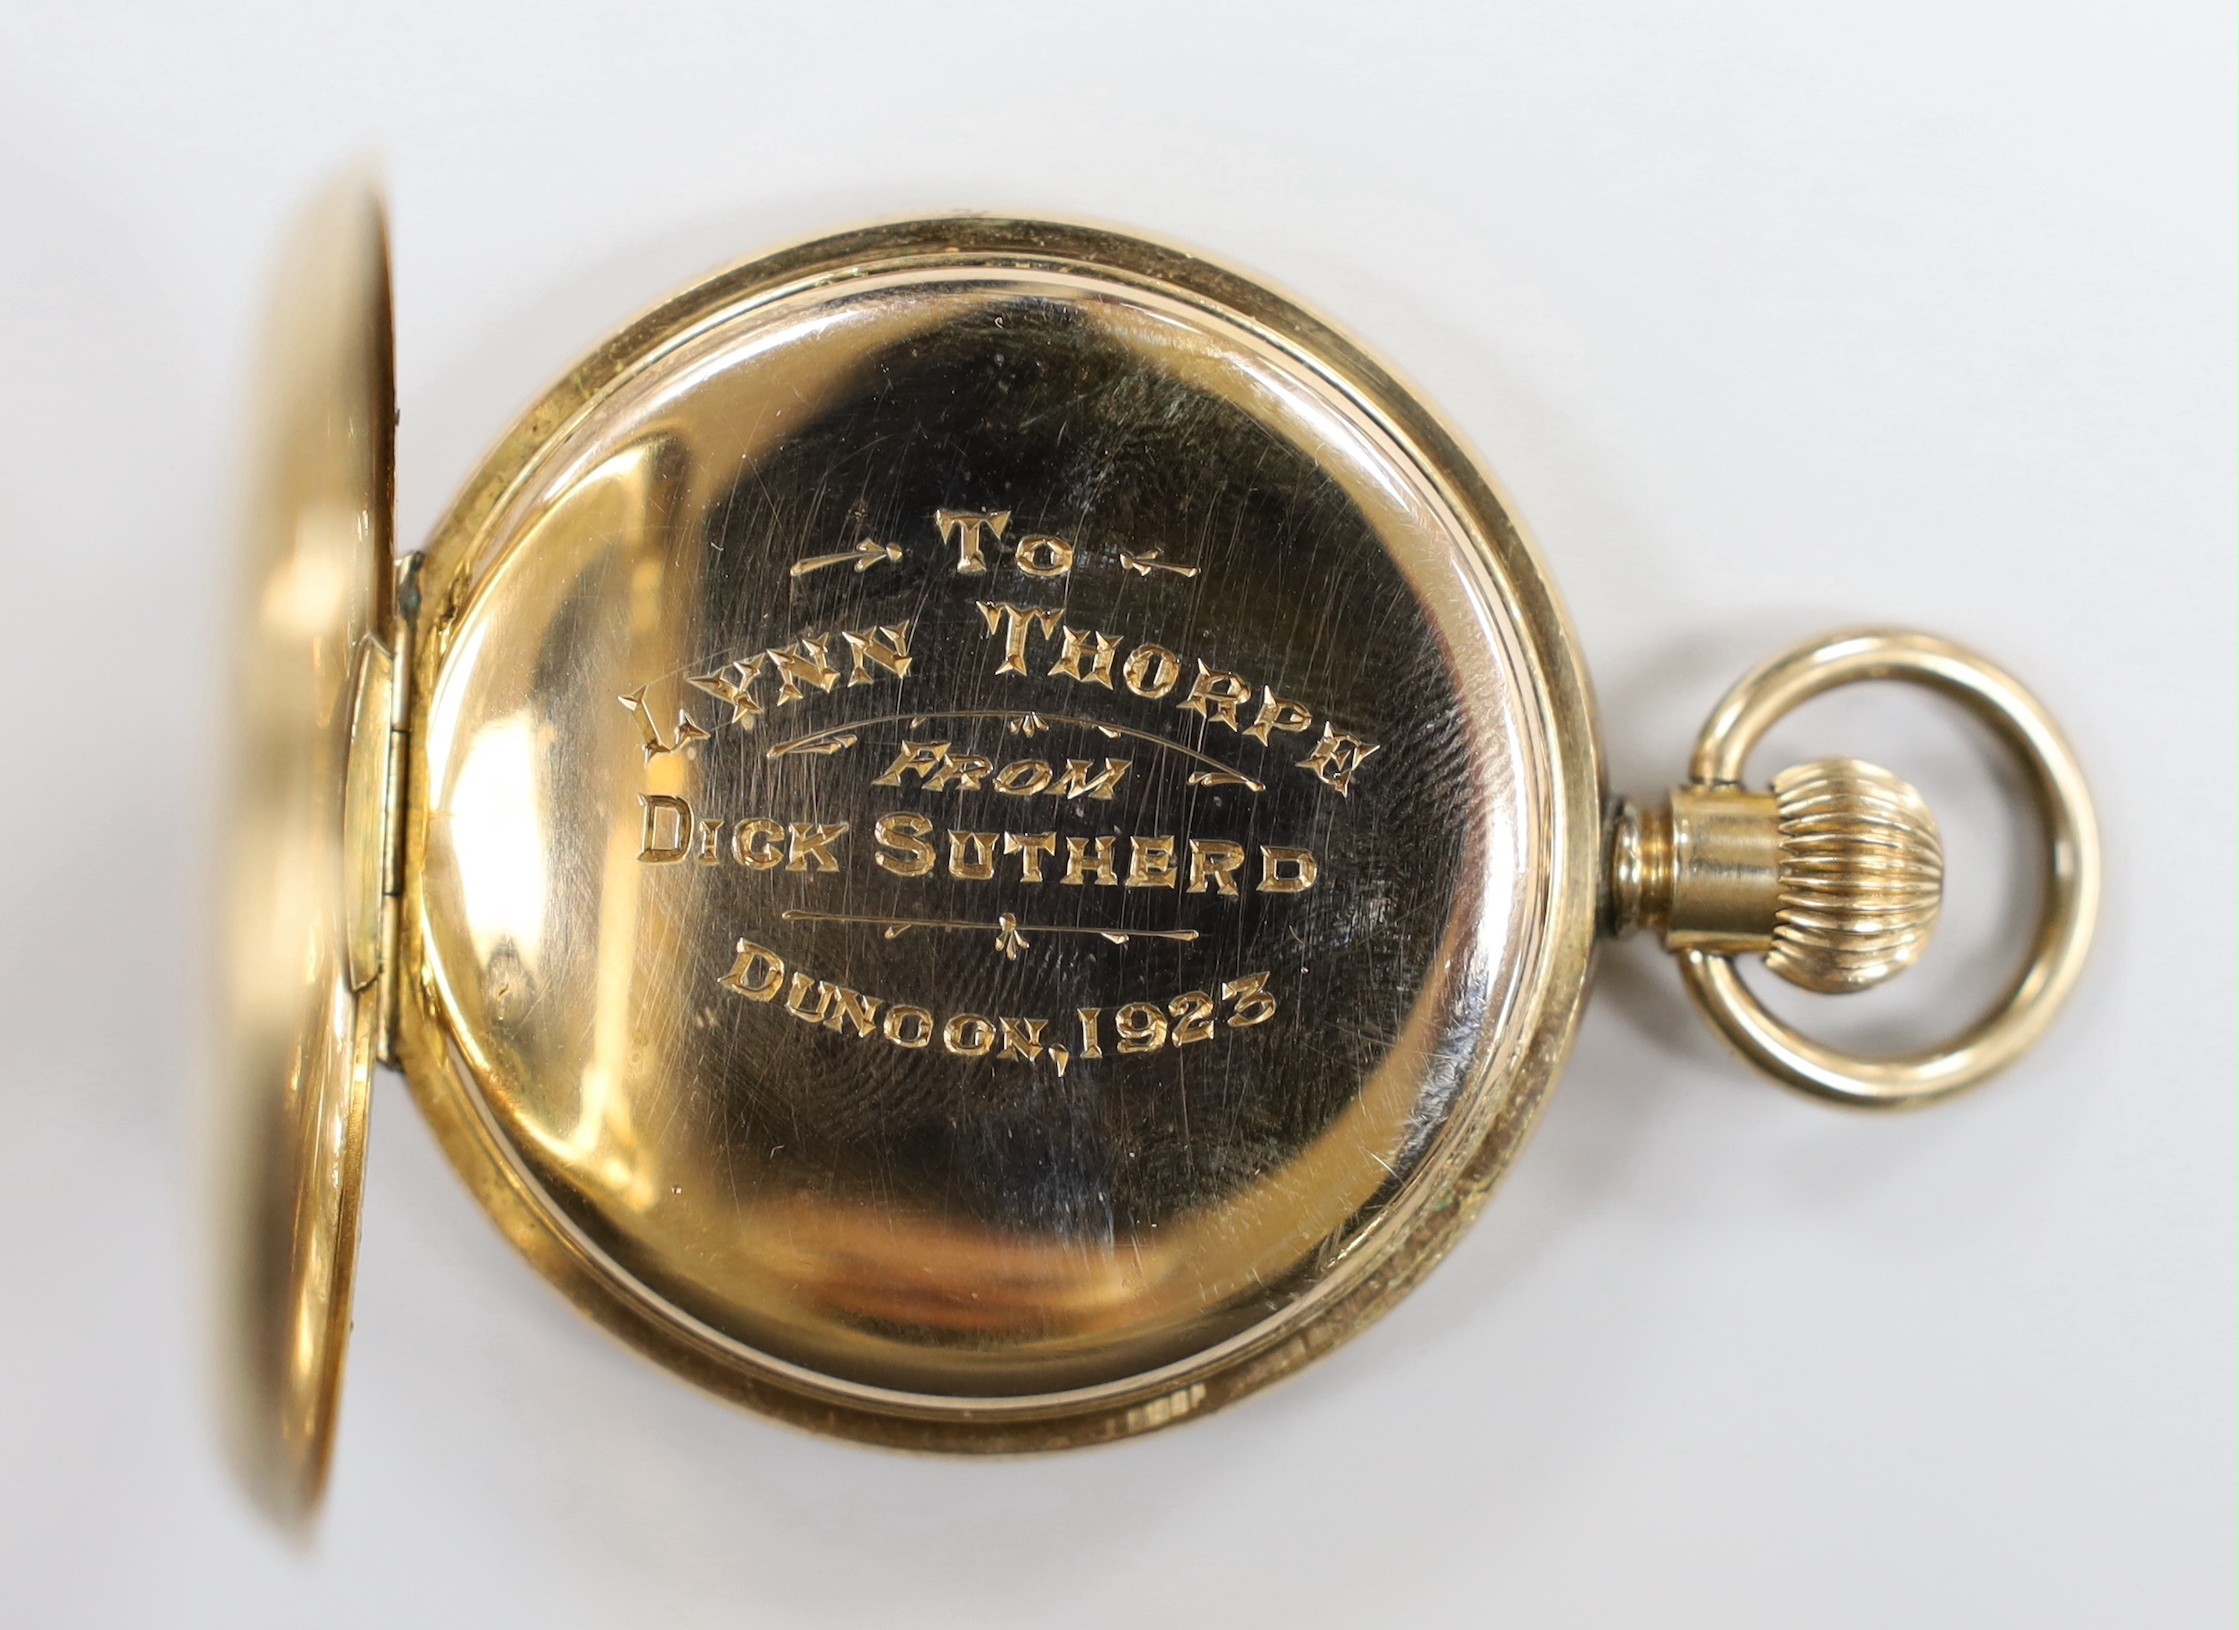 To
Lynn Thorpe
From
Dick Sutherd
Dunoon, 1923